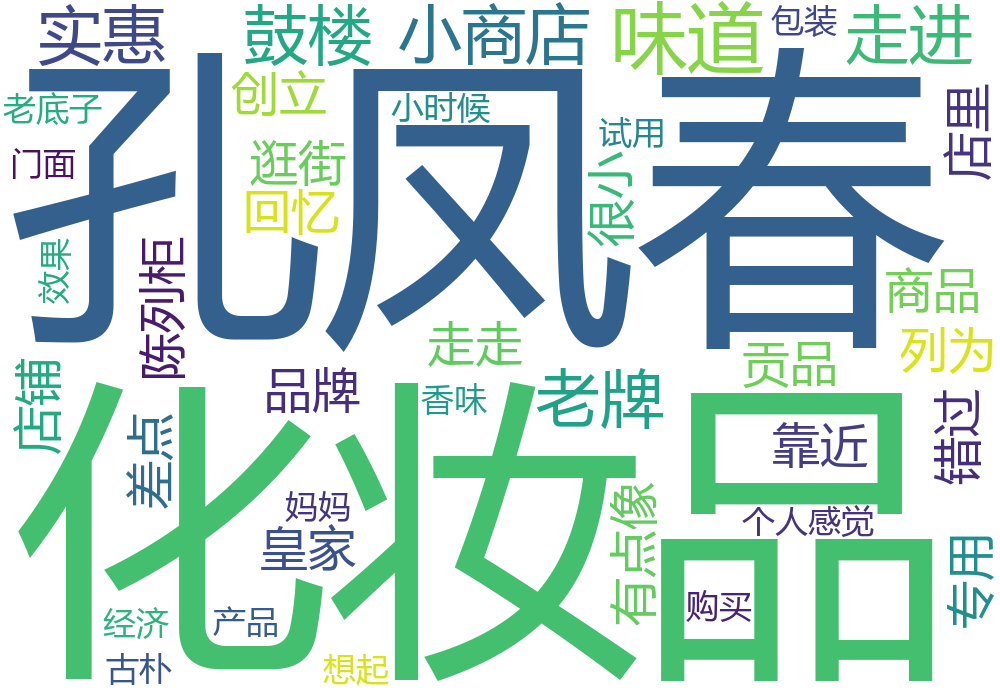 实惠
鼓楼
小商店
味道
包装
走进
孔凤春
老底子
创立
小时候
试用
店里
门面
逛街
很小
回忆
效果
陈列柜
商品
走走
列为
贡品
店铺
品牌
香味
老牌
化妆品
差点
靠近
错过
妈妈
有点像
个人感觉
皇家
专用
购买
经济
产品
古朴
想起